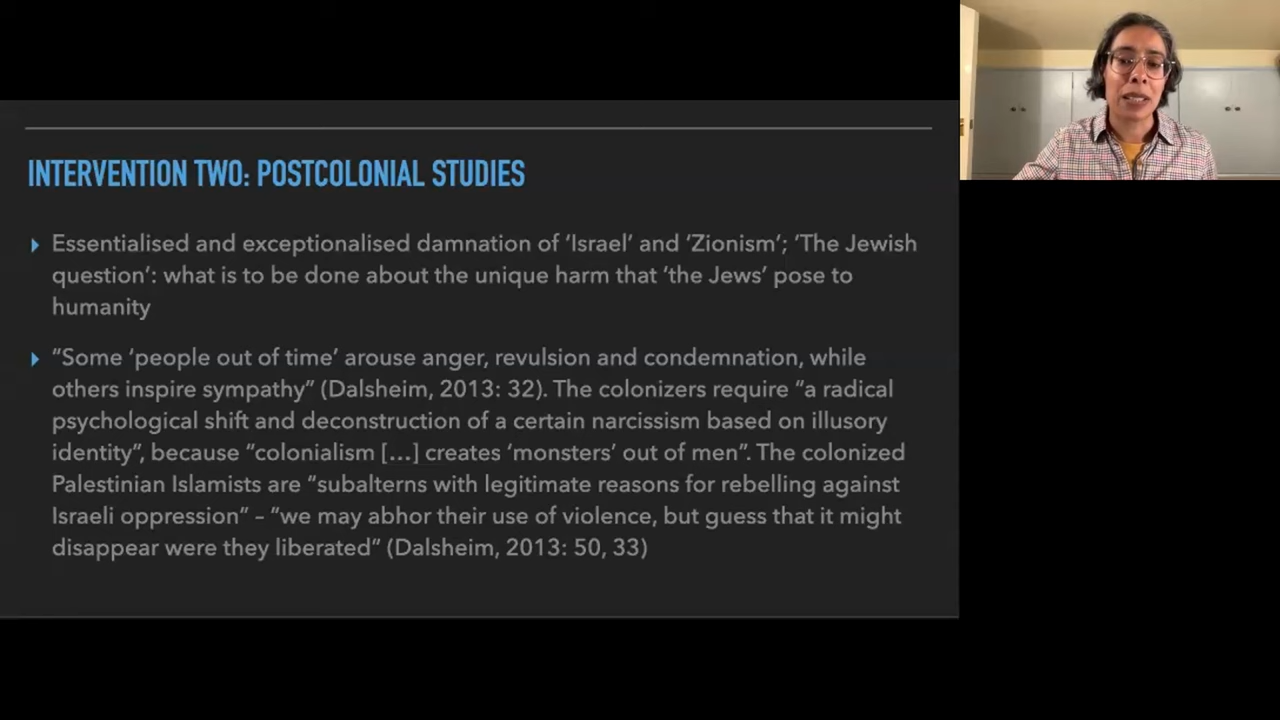 INTERVENTION TWO: POSTCOLONIAL STUDIES
Essentialised and exceptionalised damnation of ‘Israel’ and ‘Zionism’; ‘The Jewish
question’: what is to be done about the unique harm that ‘the Jews’ pose to
humanity
“Some ‘people out of time’ arouse anger, revulsion and condemnation, while
others inspire sympathy” (Dalsheim, 2013: 32). The colonizers require “a radical
psychological shift and deconstruction of a certain narcissism based on illusory
identity”, because “colonialism […] creates ‘monsters’ out of men”. The colonized
Palestinian Islamists are “subalterns with legitimate reasons for rebelling against
Israeli oppression” – “we may abhor their use of violence, but guess that it might
disappear were they liberated” (Dalsheim, 2013: 50, 33)